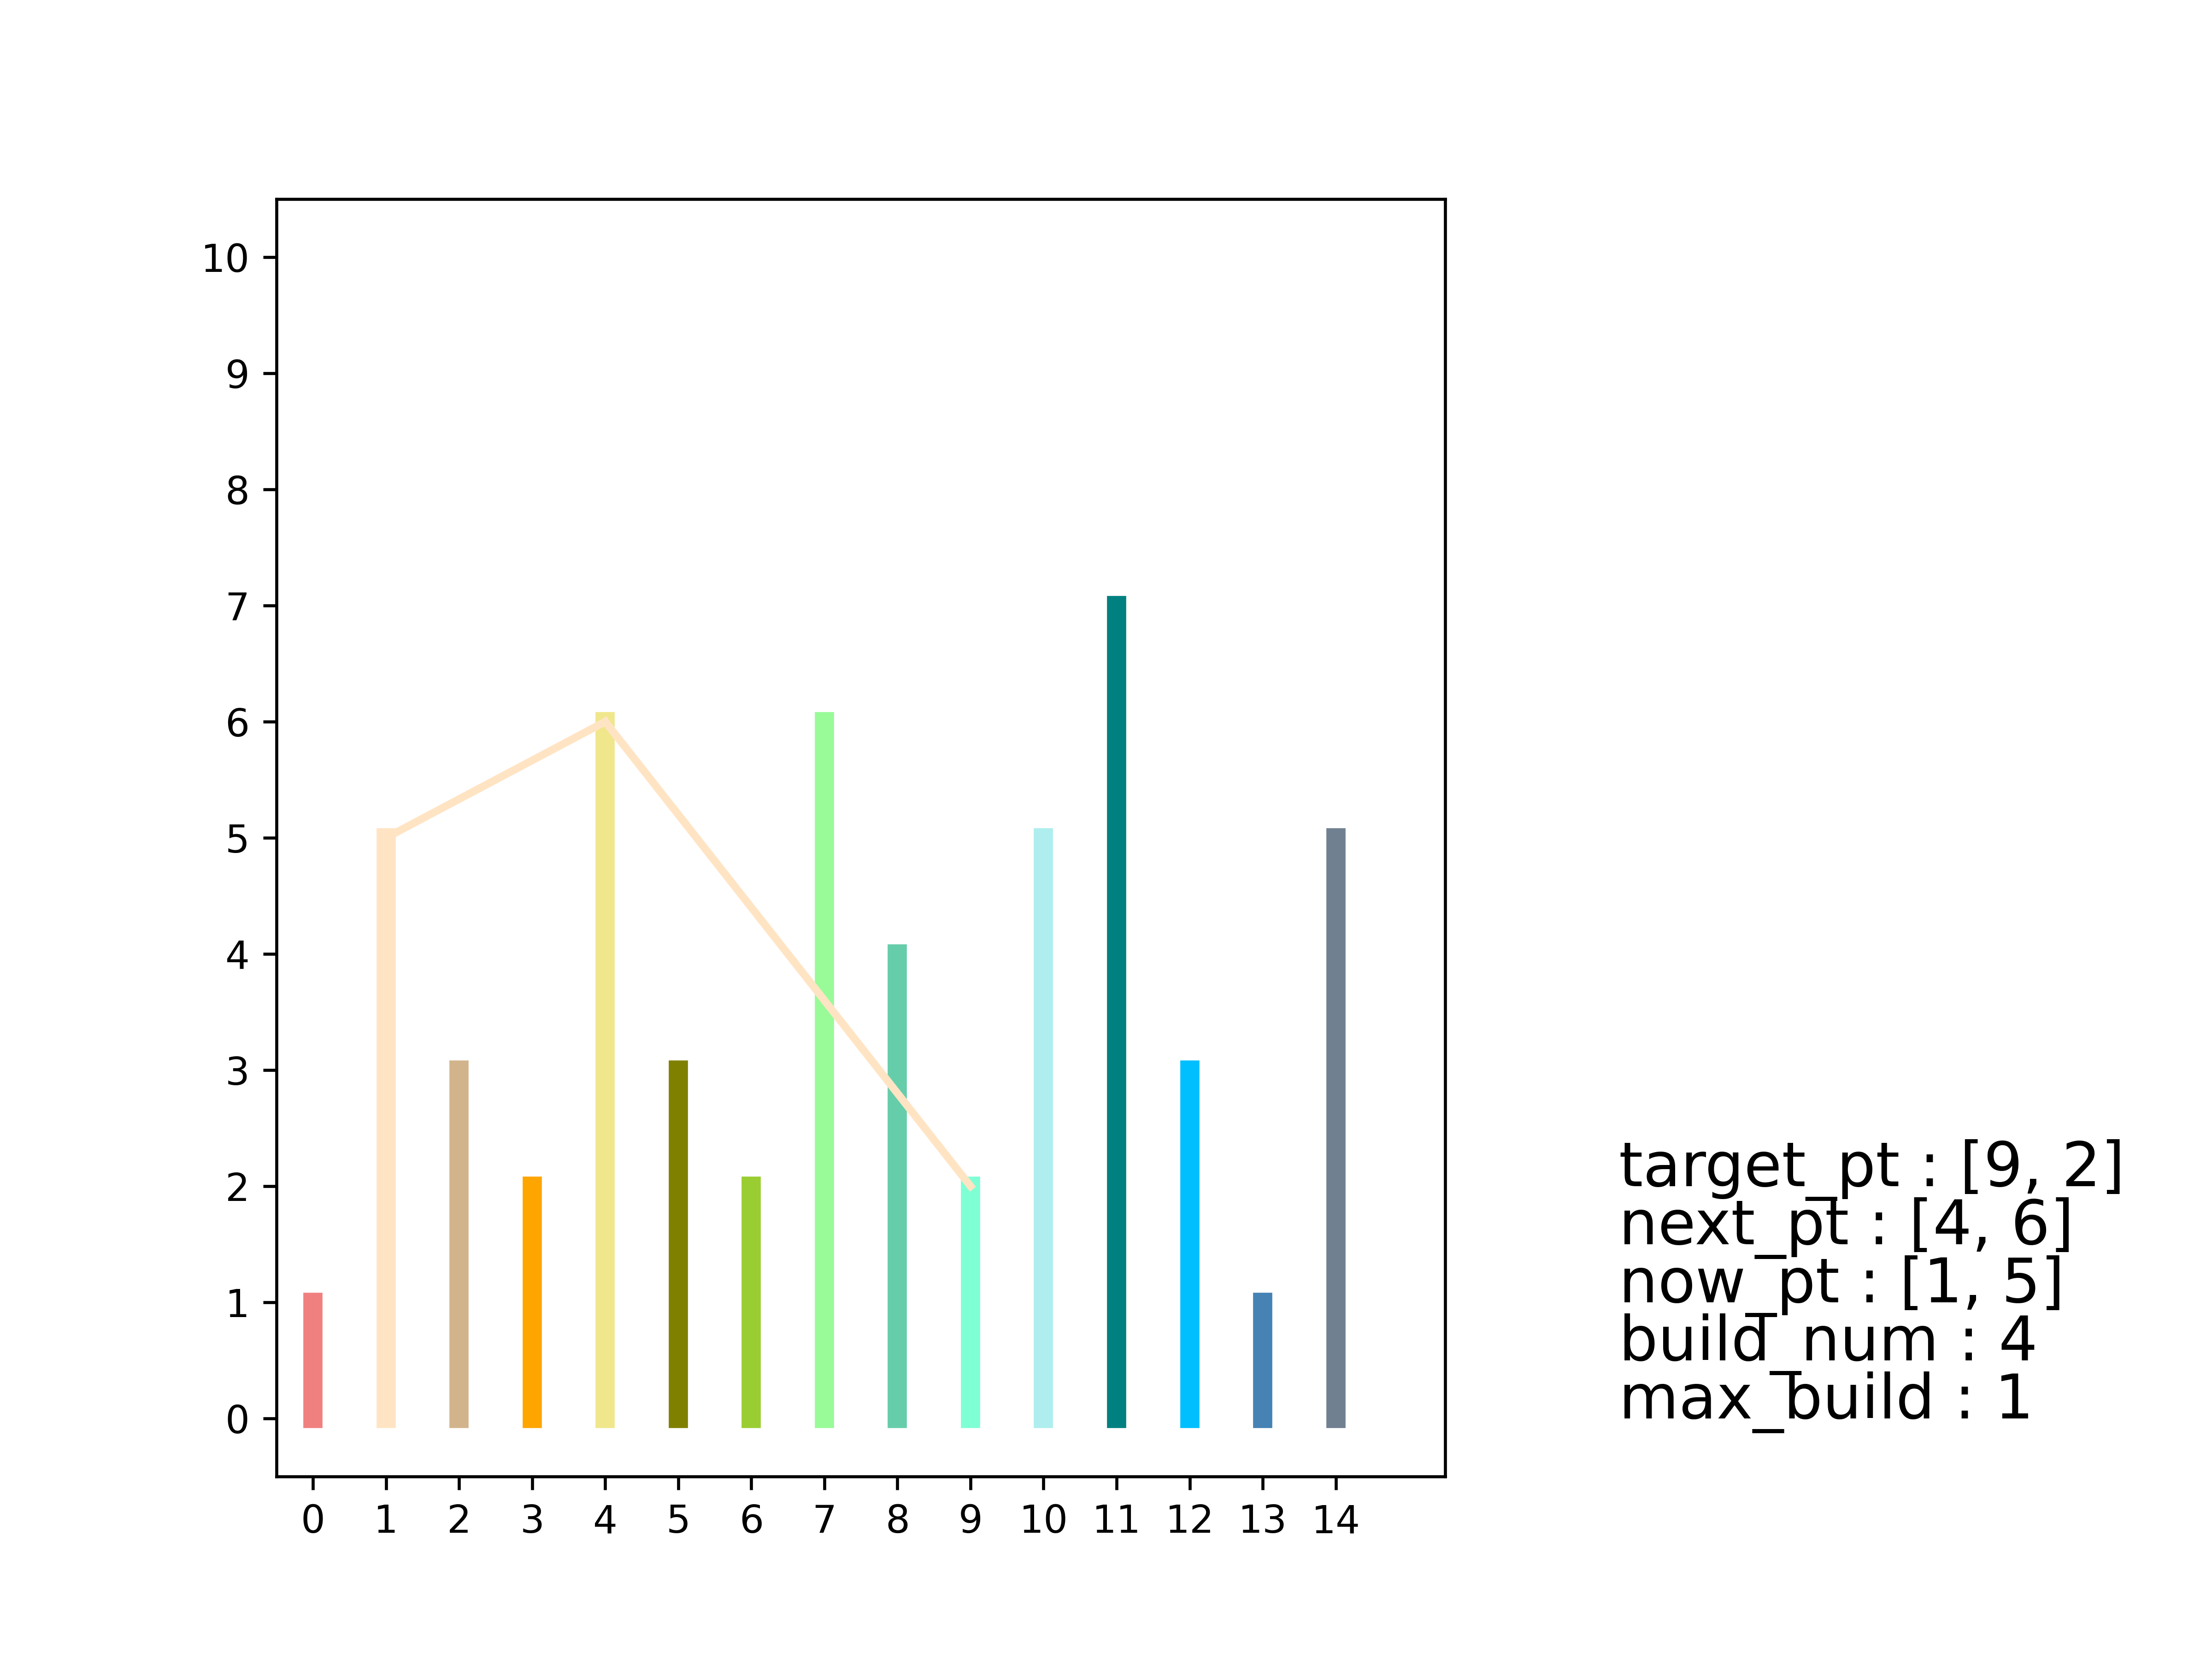 10
9
8
7
6
5
4
3
2
1
0
0 1 2 3 4 5 6 7 8 9 10 11 12 13 14
target_pt : [9, 2]
next_pt : [4, 6]
now_pt : [1, 5]
build_num : 4
max_build : 1